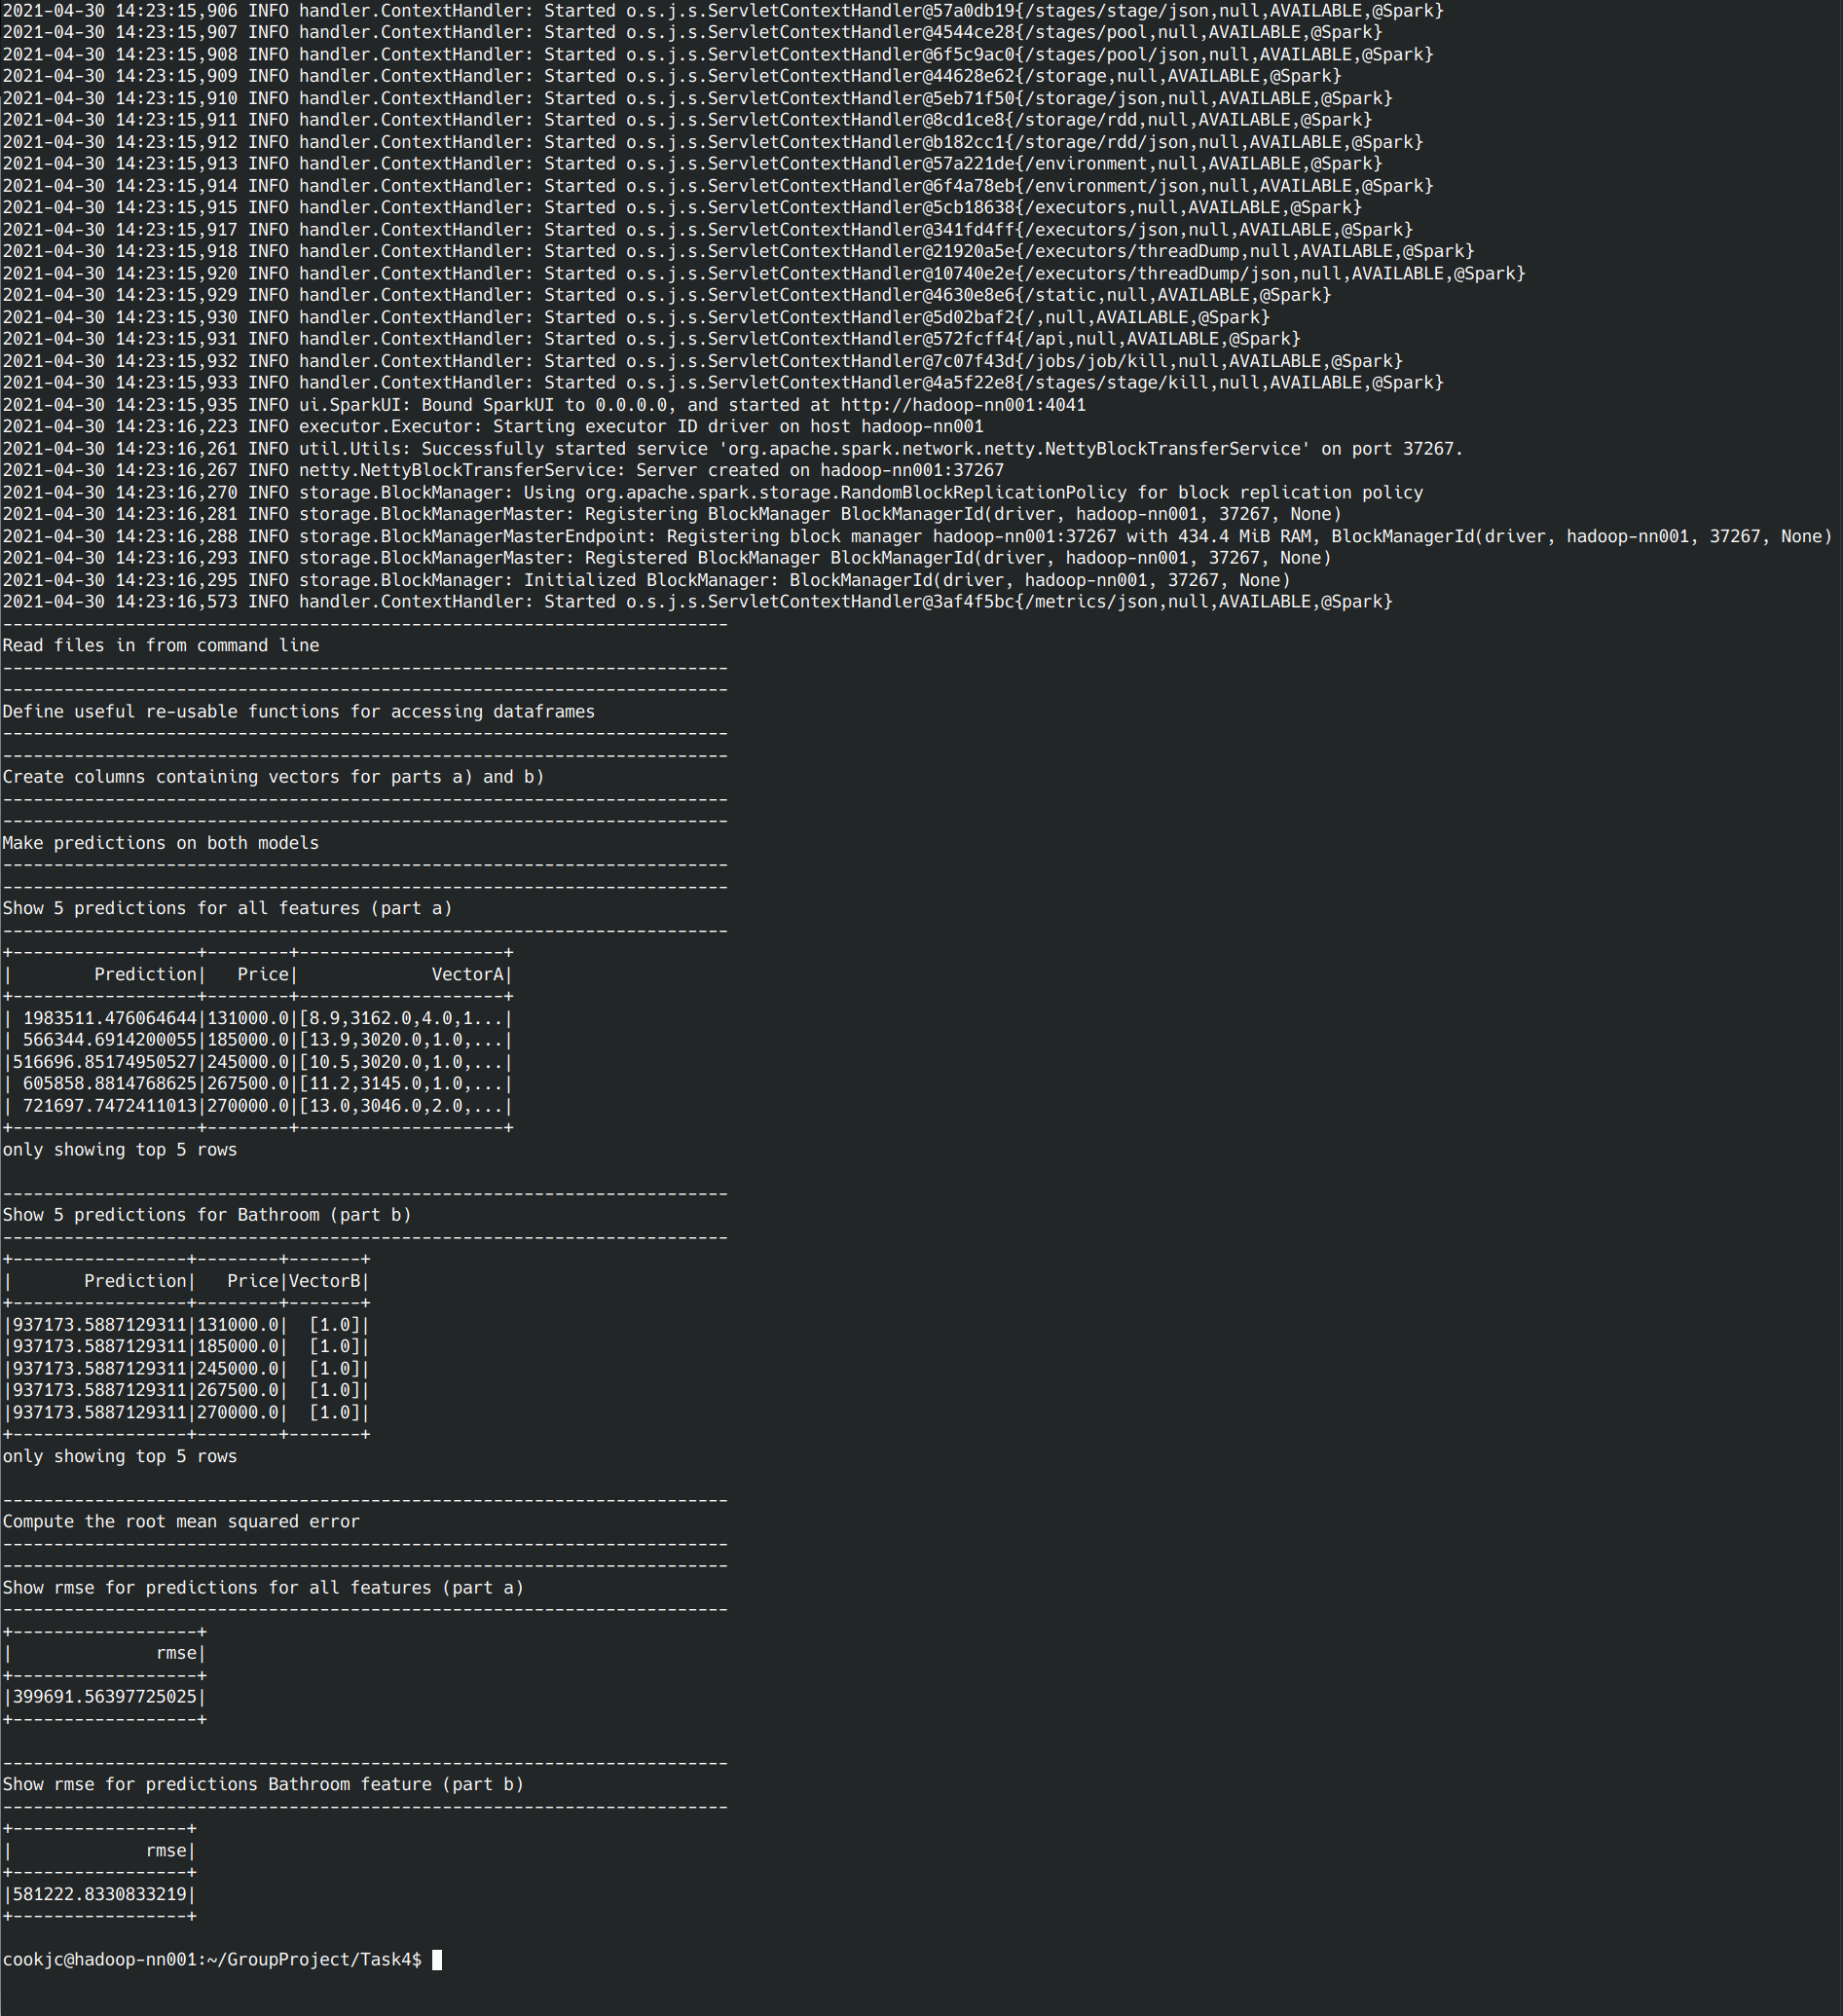 2021-04-30 14:23:15,906 INFO handler.ContextHandler: Started o.s.j.s.ServletContextHandler@57a0db19{/stages/stage/json,null,AVAILABLE,@Spark}
2021-04-30 14:23:15,907 INFO handler.ContextHandler: Started o.s.j.s.ServletContextHandler@4544ce28{/stages/pool,null,AVAILABLE,@Spark}
2021-04-30 14:23:15,908 INFO handler.ContextHandler: Started o.s.j.s.ServletContextHandler@6f5c9ac0{/stages/pool/json,null,AVAILABLE,@Spark}
2021-04-30 14:23:15,909 INFO handler.ContextHandler: Started o.s.j.s.ServletContextHandler@44628e62{/storage,null,AVAILABLE,@Spark}
2021-04-30 14:23:15,910 INFO handler.ContextHandler: Started o.s.j.s.ServletContextHandler@5eb71f50{/storage/json,null,AVAILABLE,@Spark}
2021-04-30 14:23:15,911 INFO handler.ContextHandler: Started o.s.j.s.ServletContextHandler@8cd1ce8{/storage/rdd,null,AVAILABLE,@Spark}
2021-04-30 14:23:15,912 INFO handler.ContextHandler: Started o.s.j.s.ServletContextHandler@b182cc1{/storage/rdd/json,null,AVAILABLE,@Spark}
2021-04-30 14:23:15,913 INFO handler.ContextHandler: Started o.s.j.s.ServletContextHandler@57a221de{/environment,null,AVAILABLE,@Spark}
2021-04-30 14:23:15,914 INFO handler.ContextHandler: Started o.s.j.s.ServletContextHandler@6f4a78eb{/environment/json,null,AVAILABLE,@Spark}
2021-04-30 14:23:15,915 INFO handler.ContextHandler: Started o.s.j.s.ServletContextHandler@5cb18638{/executors,null,AVAILABLE,@Spark}
2021-04-30 14:23:15,917 INFO handler.ContextHandler: Started o.s.j.s.ServletContextHandler@341fd4ff{/executors/json,null,AVAILABLE,@Spark}
2021-04-30 14:23:15,918 INFO handler.ContextHandler: Started o.s.j.s.ServletContextHandler@21920a5e{/executors/threadDump,null,AVAILABLE,@Spark}
2021-04-30 14:23:15,920 INFO handler.ContextHandler: Started o.s.j.s.ServletContextHandler@10740e2e{/executors/threadDump/json,null,AVAILABLE,@Spark}
2021-04-30 14:23:15,929 INFO handler.ContextHandler: Started o.s.j.s.ServletContextHandler@4630e8e6{/static,null,AVAILABLE,@Spark}
2021-04-30 14:23:15,930 INFO handler.ContextHandler: Started o.s.j.s.ServletContextHandler@5d02baf2{/,null,AVAILABLE,@Spark}
2021-04-30 14:23:15,931 INFO handler.ContextHandler: Started o.s.j.s.ServletContextHandler@572fcff4{/api,null,AVAILABLE,@Spark}
2021-04-30 14:23:15,932 INFO handler.ContextHandler: Started o.s.j.s.ServletContextHandler@7c07f43d{/jobs/job/kill,null,AVAILABLE,@Spark}
2021-04-30 14:23:15,933 INFO handler.ContextHandler: Started o.s.j.s.ServletContextHandler@4a5f22e8{/stages/stage/kill,null,AVAILABLE,@Spark}
2021-04-30 14:23:15,935 INFO ui.SparkUI: Bound SparkUI to 0.0.0.0, and started at http://hadoop-nn001:4041
2021-04-30 14:23:16,223 INFO executor.Executor: Starting executor ID driver on host hadoop-nn001
2021-04-30 14:23:16,261 INFO util.Utils: Successfully started service 'org.apache.spark.network.netty.NettyBlockTransferService' on port 37267.
2021-04-30 14:23:16,267 INFO netty.NettyBlockTransferService: Server created on hadoop-nn001:37267
2021-04-30 14:23:16,270 INFO storage.BlockManager: Using org.apache.spark.storage.RandomBlockReplicationPolicy for block replication policy
2021-04-30 14:23:16,281 INFO storage.BlockManagerMaster: Registering BlockManager BlockManagerId(driver, hadoop-nn001, 37267, None)
2021-04-30 14:23:16,288 INFO storage.BlockManagerMasterEndpoint: Registering block manager hadoop-nn001:37267 with 434.4 MiB RAM, BlockManagerId(driver, hadoop-nn001, 37267, None)
2021-04-30 14:23:16,293 INFO storage.BlockManagerMaster: Registered BlockManager BlockManagerId(driver, hadoop-nn001, 37267, None)
2021-04-30 14:23:16,295 INFO storage.BlockManager: Initialized BlockManager: BlockManagerId(driver, hadoop-nn001, 37267, None)
2021-04-30 14:23:16,573 INFO handler.ContextHandler: Started o.s.j.s.ServletContextHandler@3af4f5bc{/metrics/json,null,AVAILABLE,@Spark}
-----------------------------------------------------------------------
Read files in from command line
-----------------------------------------------------------------------
-----------------------------------------------------------------------
Define useful re-usable functions for accessing dataframes
-----------------------------------------------------------------------
-----------------------------------------------------------------------
Create columns containing vectors for parts a) and b)
-----------------------------------------------------------------------
-----------------------------------------------------------------------
Make predictions on both models
-----------------------------------------------------------------------
-----------------------------------------------------------------------
Show 5 predictions for all features (part a)
-----------------------------------------------------------------------
+------------------+--------+--------------------+
|        Prediction|   Price|             VectorA|
+------------------+--------+--------------------+
| 1983511.476064644|131000.0|[8.9,3162.0,4.0,1...|
| 566344.6914200055|185000.0|[13.9,3020.0,1.0,...|
|516696.85174950527|245000.0|[10.5,3020.0,1.0,...|
| 605858.8814768625|267500.0|[11.2,3145.0,1.0,...|
| 721697.7472411013|270000.0|[13.0,3046.0,2.0,...|
+------------------+--------+--------------------+
only showing top 5 rows
-----------------------------------------------------------------------
Show 5 predictions for Bathroom (part b)
-----------------------------------------------------------------------
+-----------------+--------+-------+
|       Prediction|   Price|VectorB|
+-----------------+--------+-------+
|937173.5887129311|131000.0|  [1.0]|
|937173.5887129311|185000.0|  [1.0]|
|937173.5887129311|245000.0|  [1.0]|
|937173.5887129311|267500.0|  [1.0]|
|937173.5887129311|270000.0|  [1.0]|
+-----------------+--------+-------+
only showing top 5 rows
-----------------------------------------------------------------------
Compute the root mean squared error
-----------------------------------------------------------------------
-----------------------------------------------------------------------
Show rmse for predictions for all features (part a)
-----------------------------------------------------------------------
+------------------+
|              rmse|
+------------------+
|399691.56397725025|
+------------------+
-----------------------------------------------------------------------
Show rmse for predictions Bathroom feature (part b)
-----------------------------------------------------------------------
+-----------------+
|             rmse|
+-----------------+
|581222.8330833219|
+-----------------+
cookjc@hadoop-nn001:~/GroupProject/Task4$